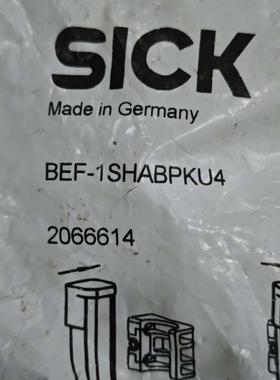 SICK
Made in Germany
BEF-1SHABPKU4
2066614